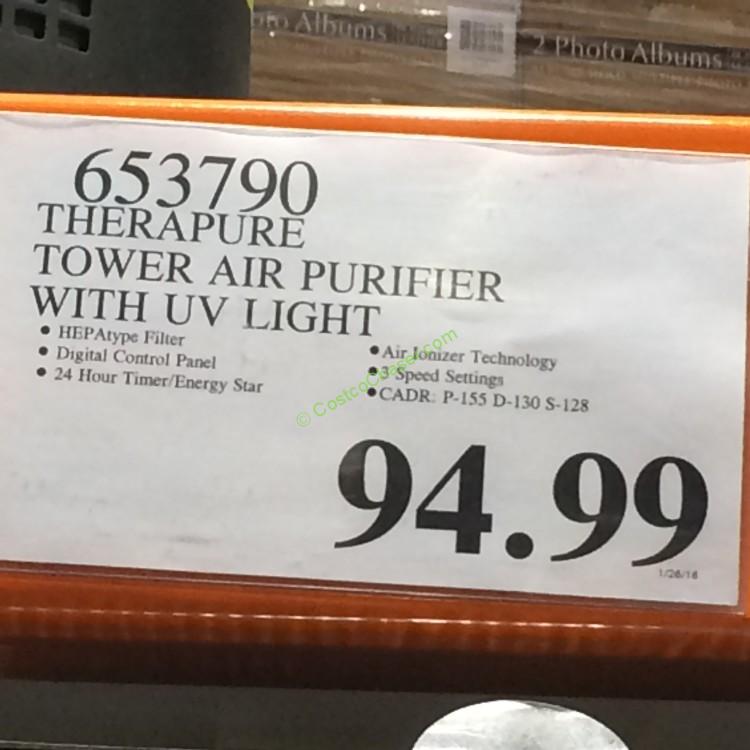 oto Albums
2 Photo Albums
653790
THERAPURE
TOWER AIR PURIFIER
WITH UV LIGHT
• HEPAtype Filter
• Digital Control Panel
• 24 Hour Timer/Energy Star
• Air Ionizer Technology
• 3 Speed Settings
• CADR: P-155 D-130 S-128
© CostcoChaser.com
94.99
1/26/16